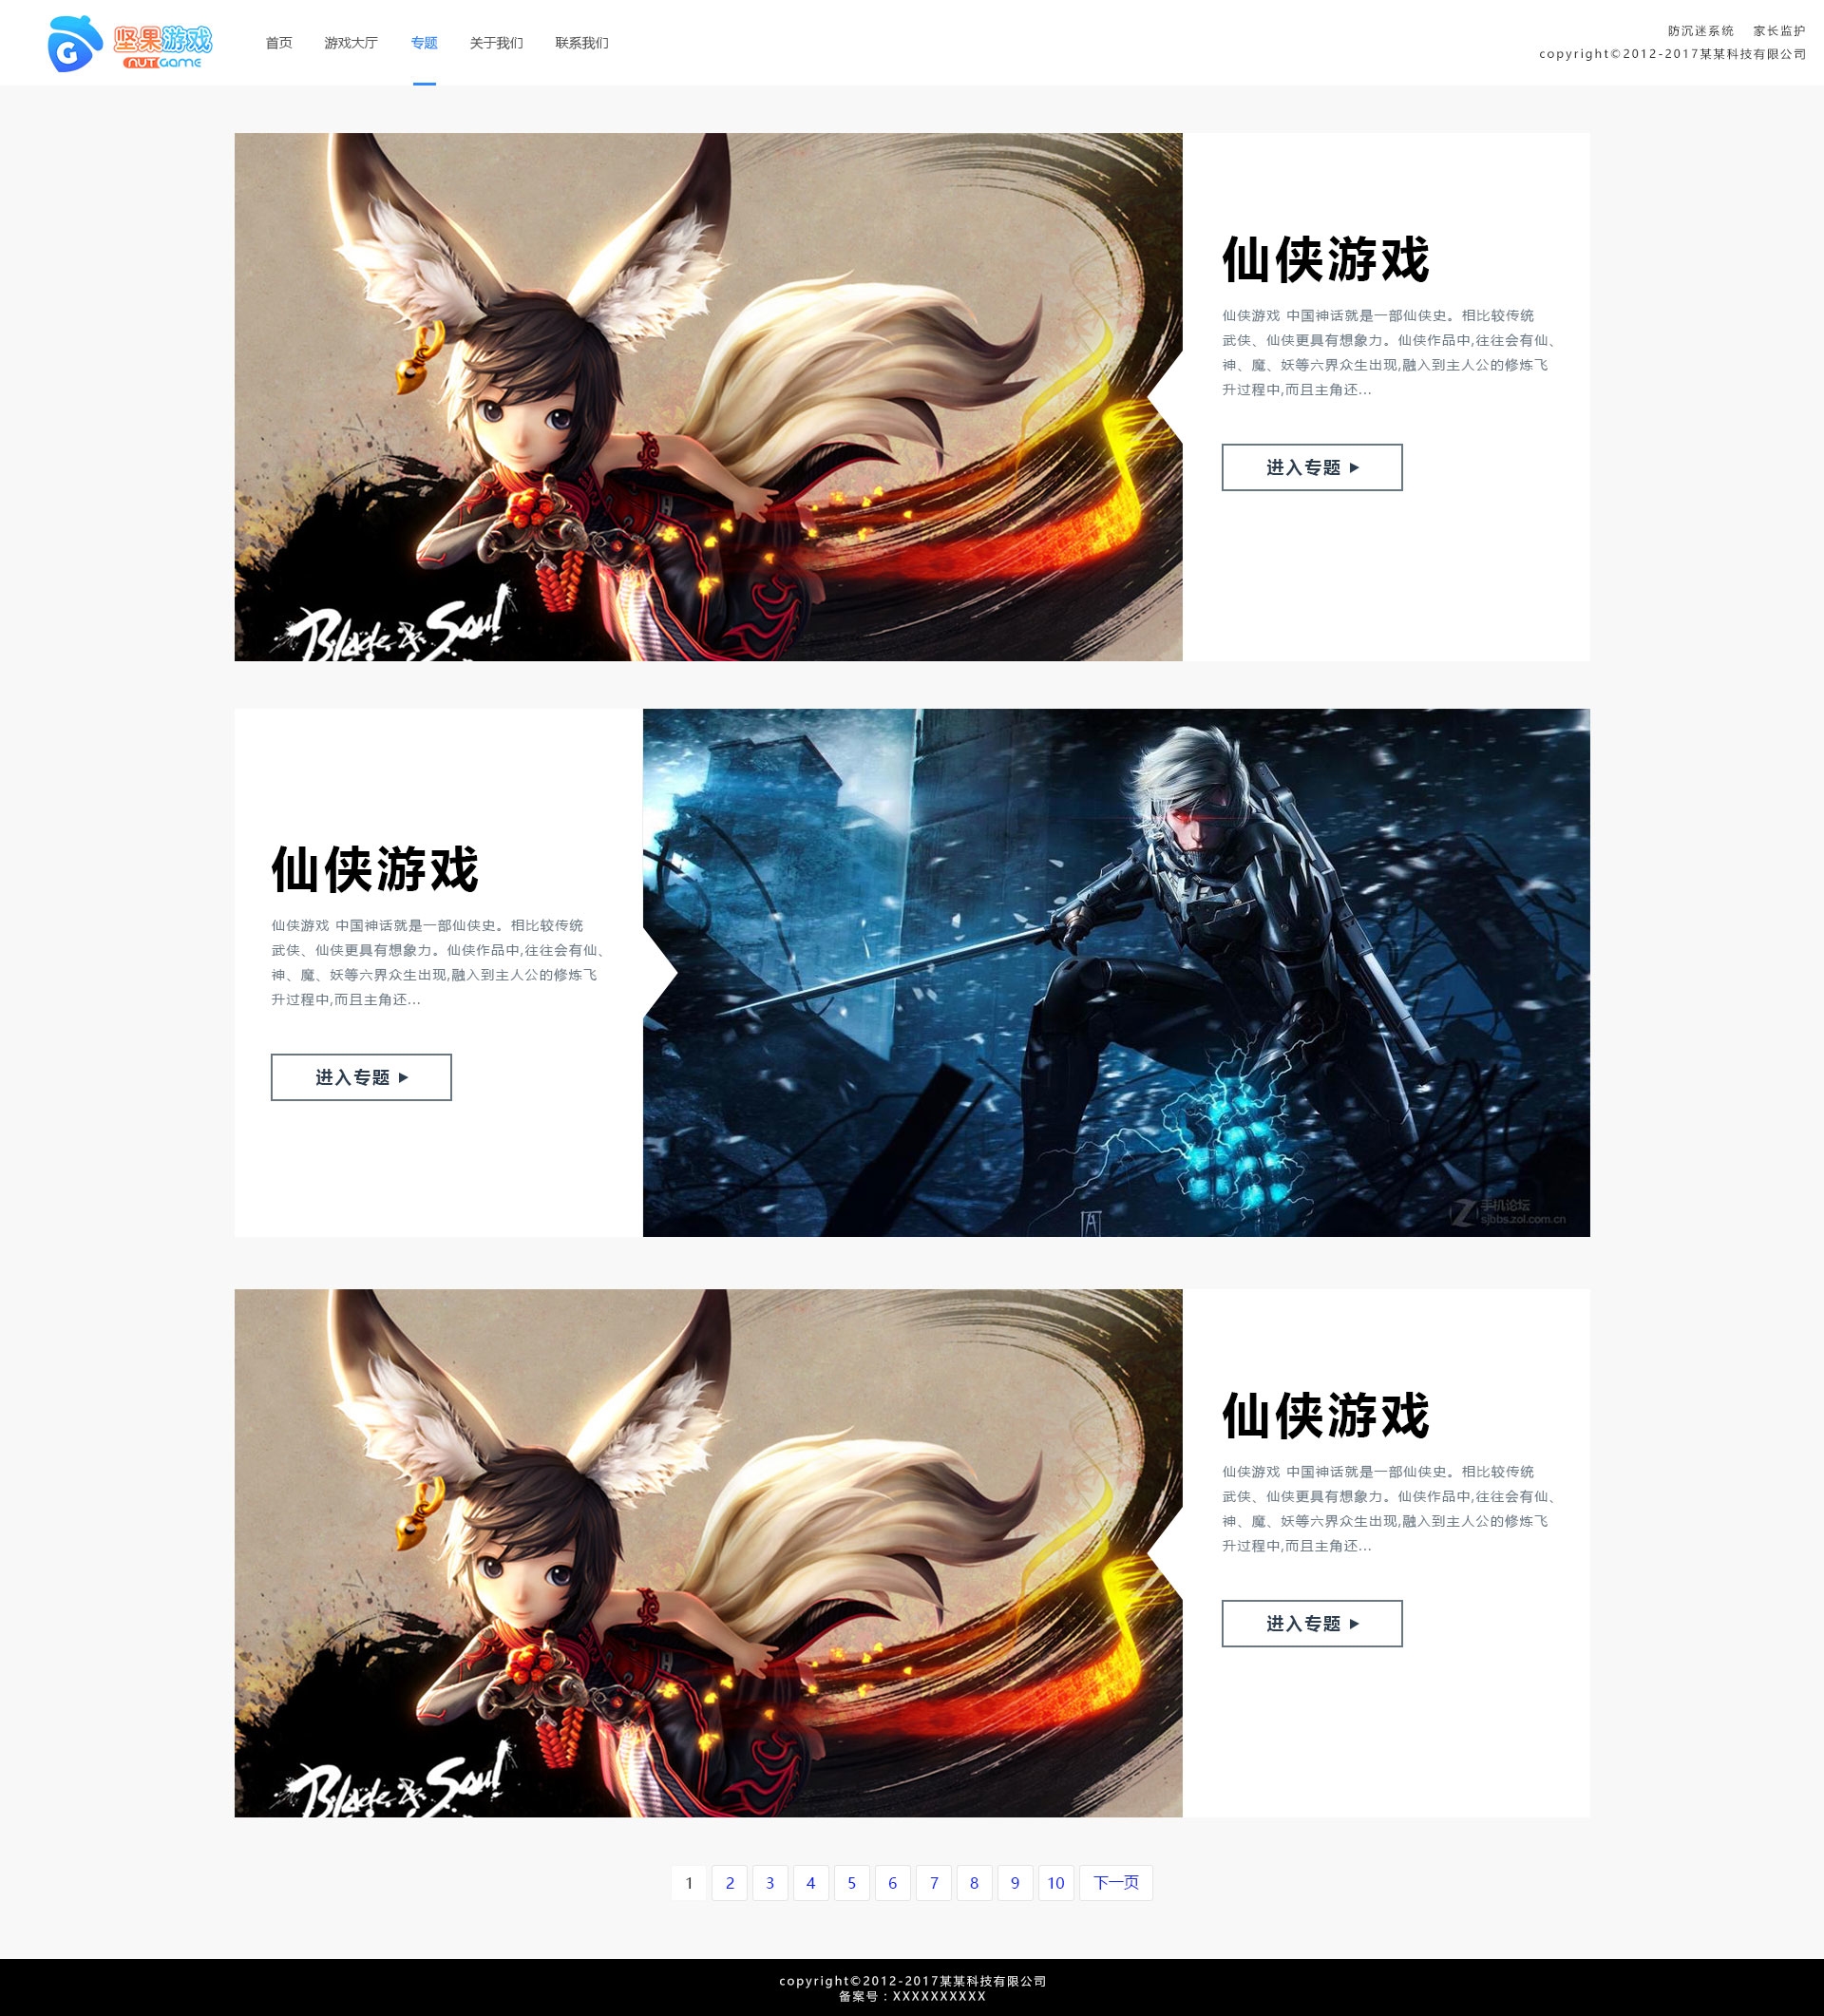 G 坚果游戏
NUTGame
首页 游戏大厅 专题 关于我们 联系我们
防沉迷系统 家长监护
copyright©2012-2017某某科技有限公司
仙侠游戏
仙侠游戏 中国神话就是一部仙侠史。相比较传统
武侠、仙侠更具有想象力。仙侠作品中,往往会有仙、
神、魔、妖等六界众生出现,融入到主人公的修炼飞
升过程中,而且主角还...
进入专题
Blade & Soul
仙侠游戏
仙侠游戏 中国神话就是一部仙侠史。相比较传统
武侠、仙侠更具有想象力。仙侠作品中,往往会有仙、
神、魔、妖等六界众生出现,融入到主人公的修炼飞
升过程中,而且主角还...
进入专题
Z 手机论坛
sjbbs.zol.com.cn
仙侠游戏
仙侠游戏 中国神话就是一部仙侠史。相比较传统
武侠、仙侠更具有想象力。仙侠作品中,往往会有仙、
神、魔、妖等六界众生出现,融入到主人公的修炼飞
升过程中,而且主角还...
进入专题
Blade & Soul
1 2 3 4 5 6 7 8 9 10 下一页
copyright©2012-2017某某科技有限公司
备案号：XXXXXXXXXX